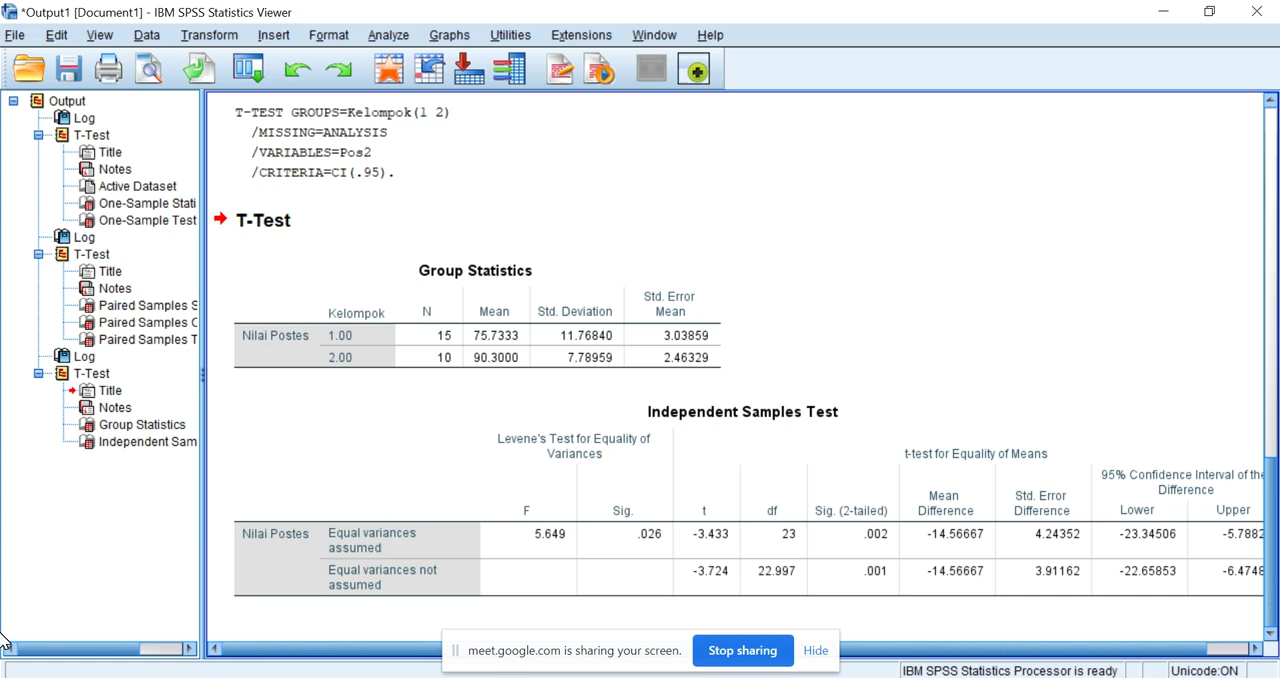 *Output1 [Document1] - IBM SPSS Statistics Viewer
File Edit View Data Transform Insert Format Analyze Graphs Utilities Extensions Window Help
Output
Log
T-Test
Title
Notes
Active Dataset
One-Sample Stati
One-Sample Test
Log
T-Test
Title
Notes
Paired Samples S
Paired Samples C
Paired Samples T
Log
T-Test
Title
Notes
Group Statistics
Independent Sam
T-TEST GROUPS=Kelompok(1 2)
/MISSING=ANALYSIS
/VARIABLES=Pos2
/CRITERIA=CI(.95).
T-Test
Group Statistics
Kelompok N Mean Std. Deviation Std. Error Mean
Nilai Postes 1.00 15 75.7333 11.76840 3.03859
2.00 10 90.3000 7.78959 2.46329
Independent Samples Test
Levene's Test for Equality of Variances
t-test for Equality of Means
95% Confidence Interval of the Difference
F Sig. t df Sig. (2-tailed) Mean Difference Std. Error Difference Lower Upper
Nilai Postes Equal variances assumed 5.649 .026 -3.433 23 .002 -14.56667 4.24352 -23.34506 -5.7882
Equal variances not assumed -3.724 22.997 .001 -14.56667 3.91162 -22.65853 -6.4748
meet.google.com is sharing your screen. Stop sharing Hide
IBM SPSS Statistics Processor is ready Unicode:ON